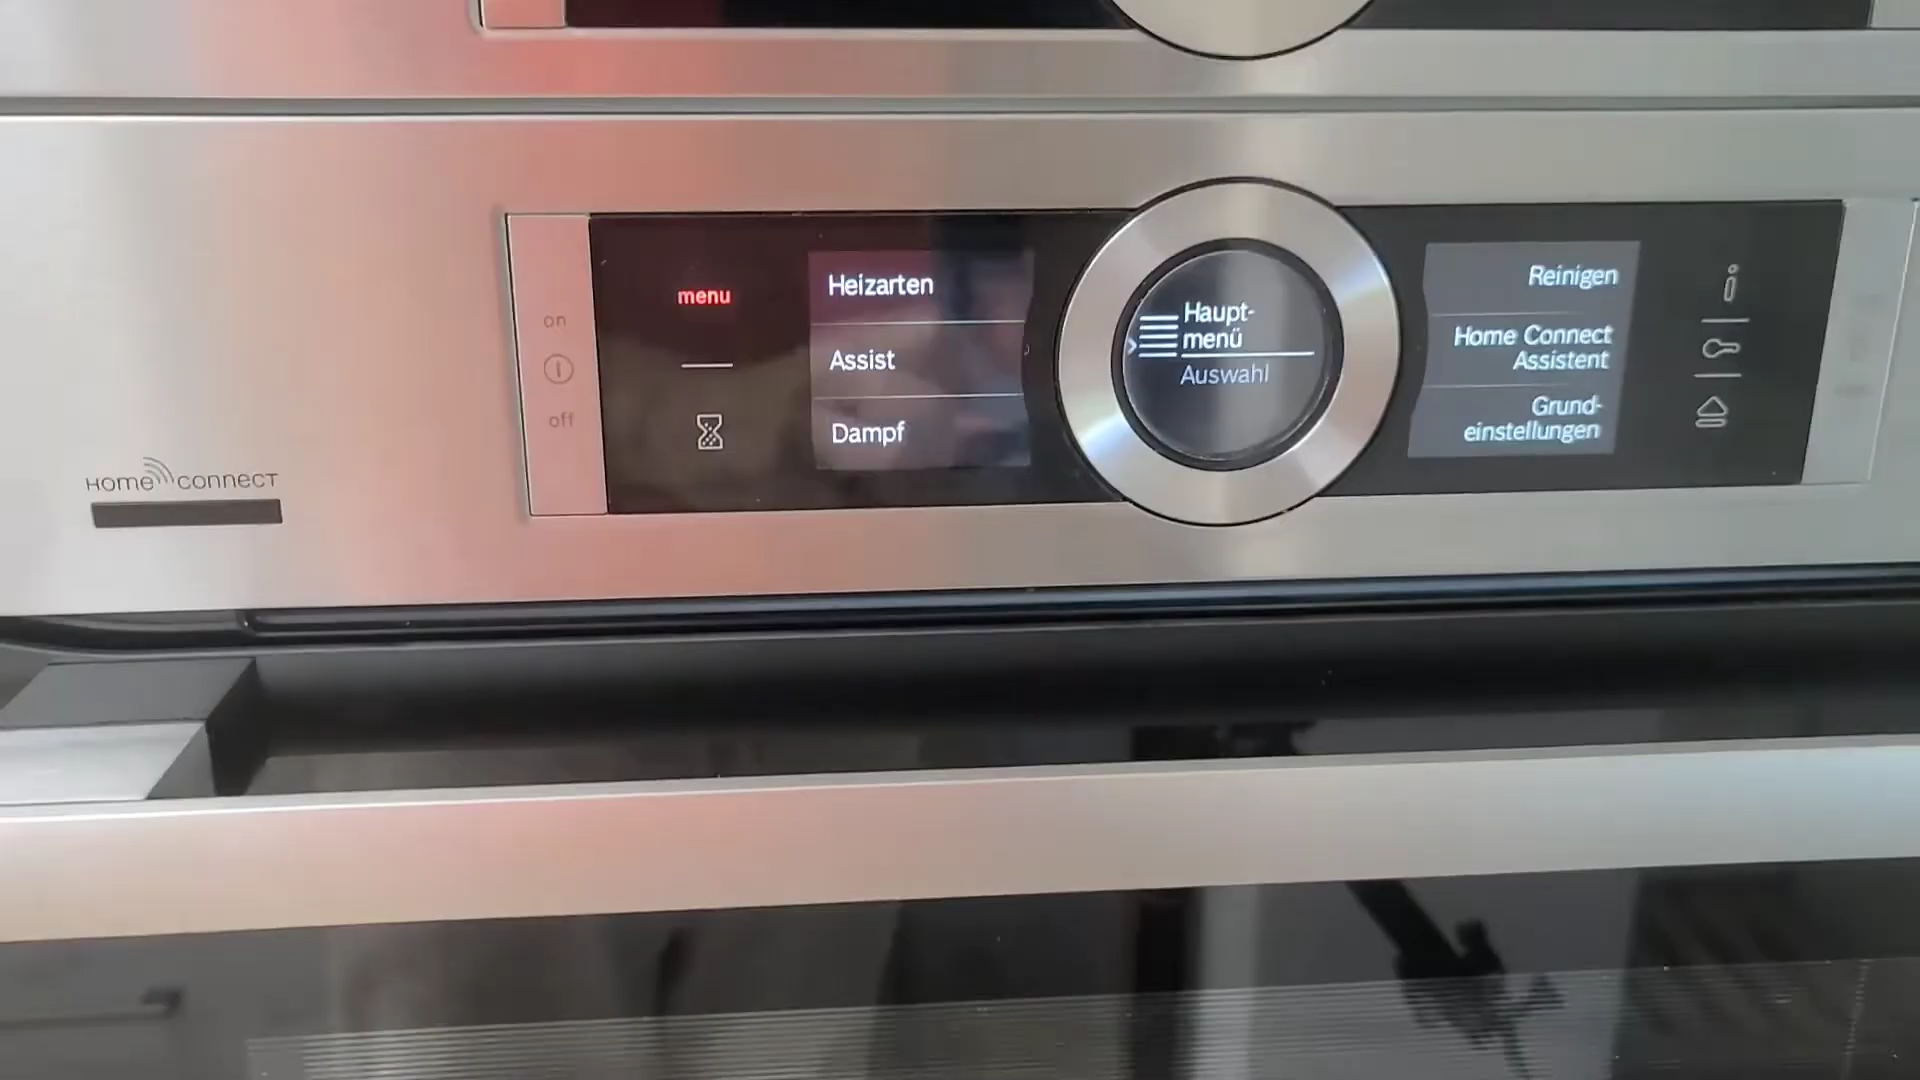 on
off
menu
Heizarten
Assist
Dampf
Haupt-
menü
Auswahl
Reinigen
Home Connect
Assistent
Grund-
einstellungen
HOME CONNECT